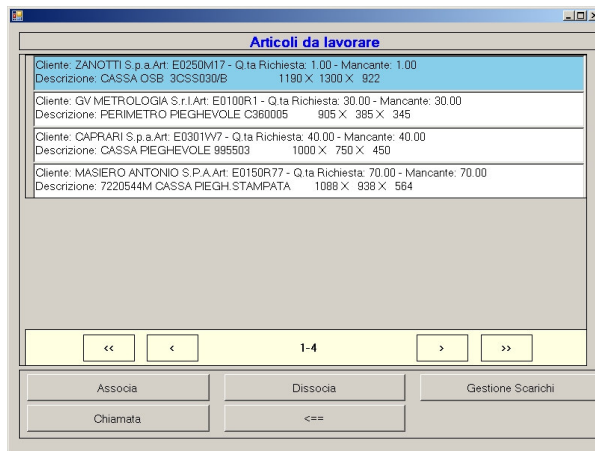 Articoli da lavorare
Cliente: ZANOTTI S.p.a.Art: E0250M17 - Q.ta Richiesta: 1.00 - Mancante: 1.00
Descrizione: CASSA OSB 3CSS030/B 1190 X 1300 X 922
Cliente: GV METROLOGIA S.r.l.Art: E0100R1 - Q.ta Richiesta: 30.00 - Mancante: 30.00
Descrizione: PERIMETRO PIEGHEVOLE C360005 905 X 385 X 345
Cliente: CAPRARI S.p.a.Art: E0301W7 - Q.ta Richiesta: 40.00 - Mancante: 40.00
Descrizione: CASSA PIEGHEVOLE 995503 1000 X 750 X 450
Cliente: MASIERO ANTONIO S.P.A.Art: E0150R77 - Q.ta Richiesta: 70.00 - Mancante: 70.00
Descrizione: 7220544M CASSA PIEGH.STAMPATA 1088 X 938 X 564
<< < 1-4 > >>
Associa Dissocia Gestione Scarichi
Chiamata <==